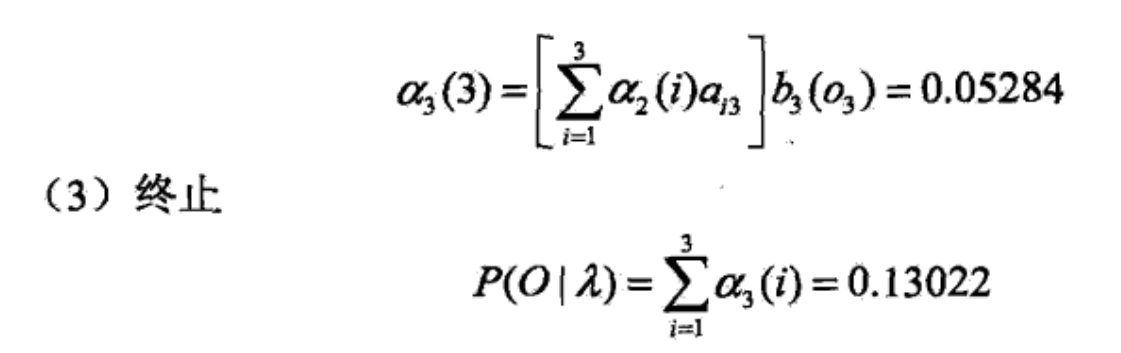 α₃(3) = [∑_{i=1}^{3} α₂(i)a_{i3}] b₃(o₃) = 0.05284
（3）终止
P(O | λ) = ∑_{i=1}^{3} α₃(i) = 0.13022